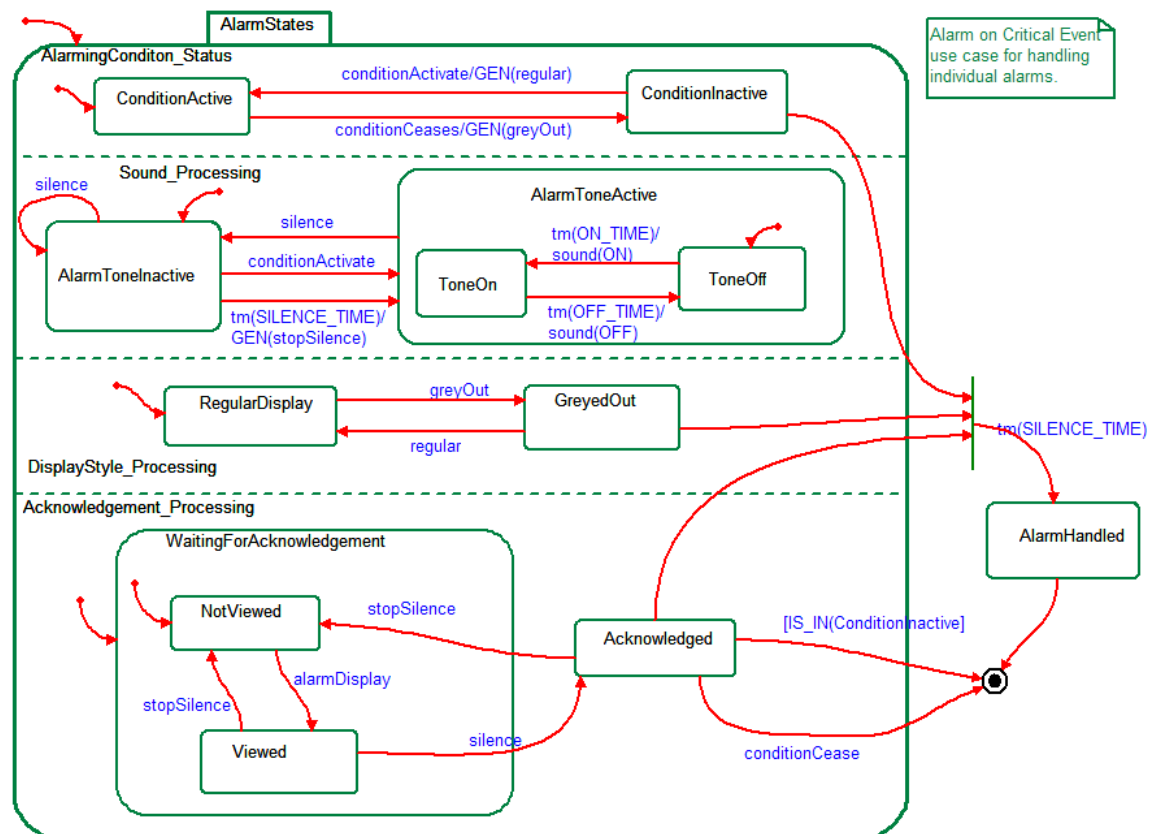 AlarmStates
Alarm on Critical Event
use case for handling
individual alarms.
AlarmingConditon_Status
conditionActivate/GEN(regular)
ConditionActive
ConditionInactive
conditionCeases/GEN(greyOut)
Sound_Processing
silence
AlarmToneActive
silence
tm(ON_TIME)/
sound(ON)
AlarmToneInactive
conditionActivate
ToneOn
ToneOff
tm(SILENCE_TIME)/
GEN(stopSilence)
tm(OFF_TIME)/
sound(OFF)
RegularDisplay
greyOut
GreyedOut
regular
tm(SILENCE_TIME)
DisplayStyle_Processing
Acknowledgement_Processing
WaitingForAcknowledgement
AlarmHandled
NotViewed
stopSilence
Acknowledged
[IS_IN(ConditionInactive]
alarmDisplay
stopSilence
Viewed
silence
conditionCease